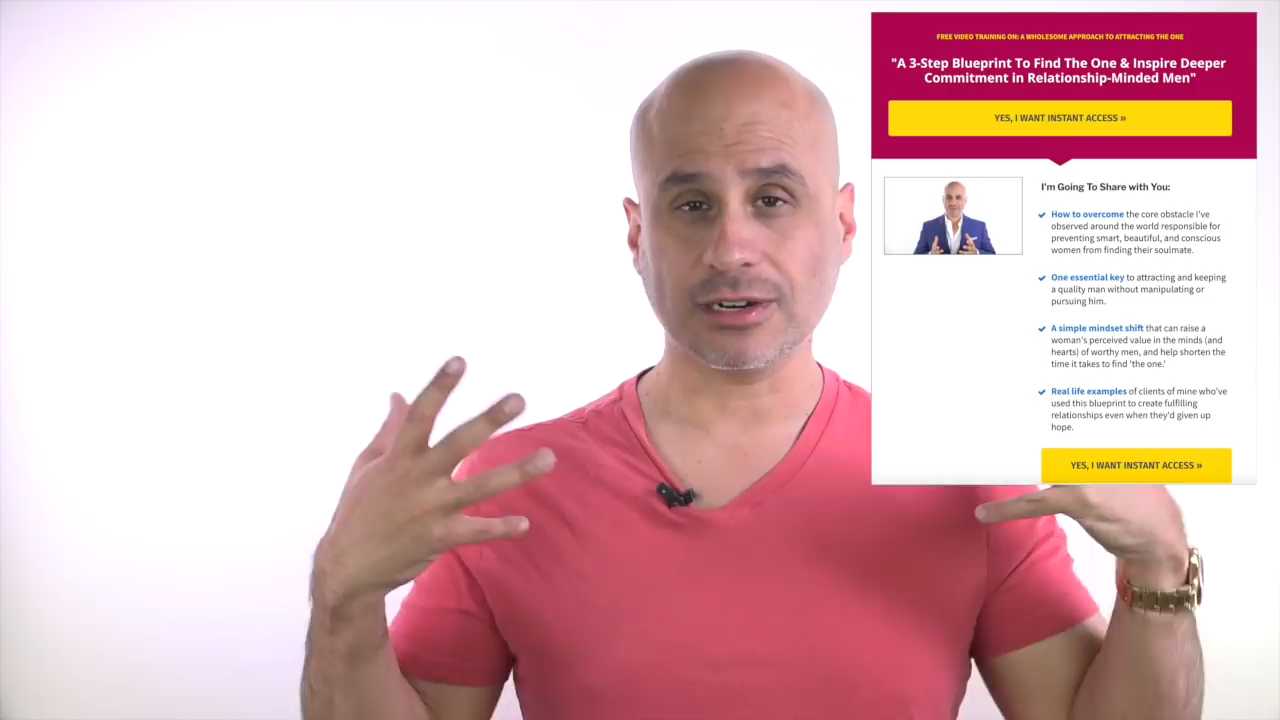 FREE VIDEO TRAINING ON: A WHOLESOME APPROACH TO ATTRACTING THE ONE
"A 3-Step Blueprint To Find The One & Inspire Deeper
Commitment in Relationship-Minded Men"
YES, I WANT INSTANT ACCESS »
I'm Going To Share with You:
How to overcome the core obstacle I've
observed around the world responsible for
preventing smart, beautiful, and conscious
women from finding their soulmate.
One essential key to attracting and keeping
a quality man without manipulating or
pursuing him.
A simple mindset shift that can raise a
woman's perceived value in the minds (and
hearts) of worthy men, and help shorten the
time it takes to find 'the one.'
Real life examples of clients of mine who've
used this blueprint to create fulfilling
relationships even when they'd given up
hope.
YES, I WANT INSTANT ACCESS »